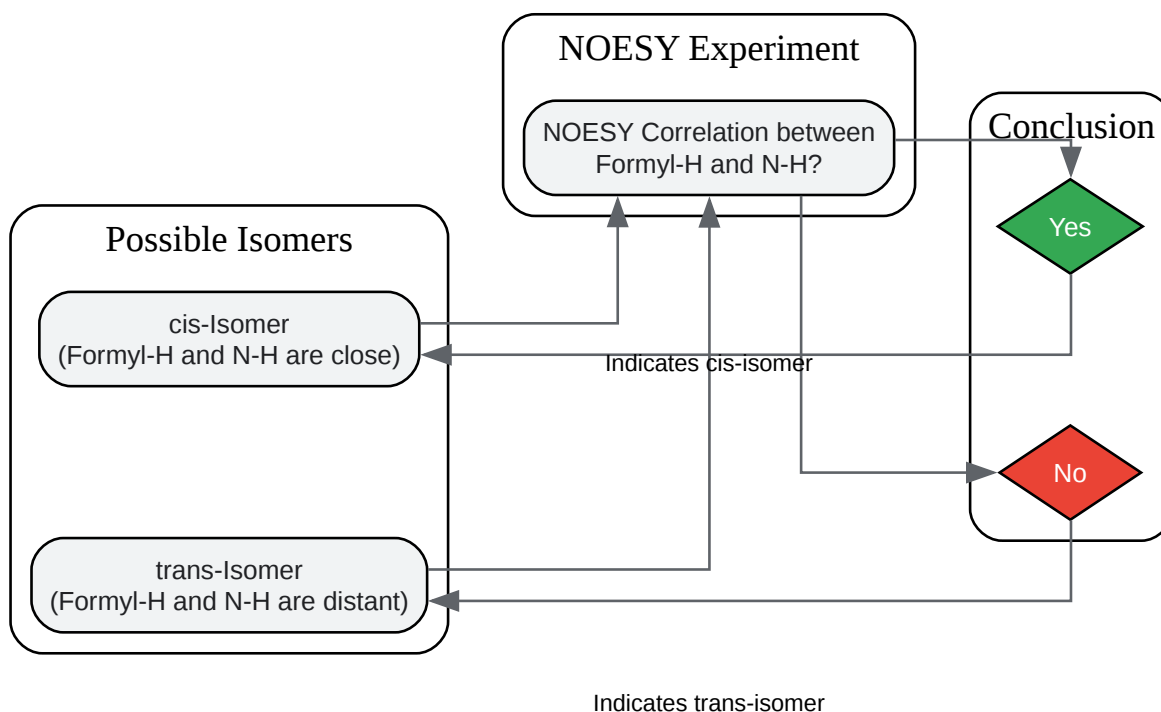 NOESY Experiment
NOESY Correlation between
Formyl-H and N-H?
Conclusion
Yes
Possible Isomers
cis-Isomer
(Formyl-H and N-H are close)
Indicates cis-isomer
No
trans-Isomer
(Formyl-H and N-H are distant)
Indicates trans-isomer